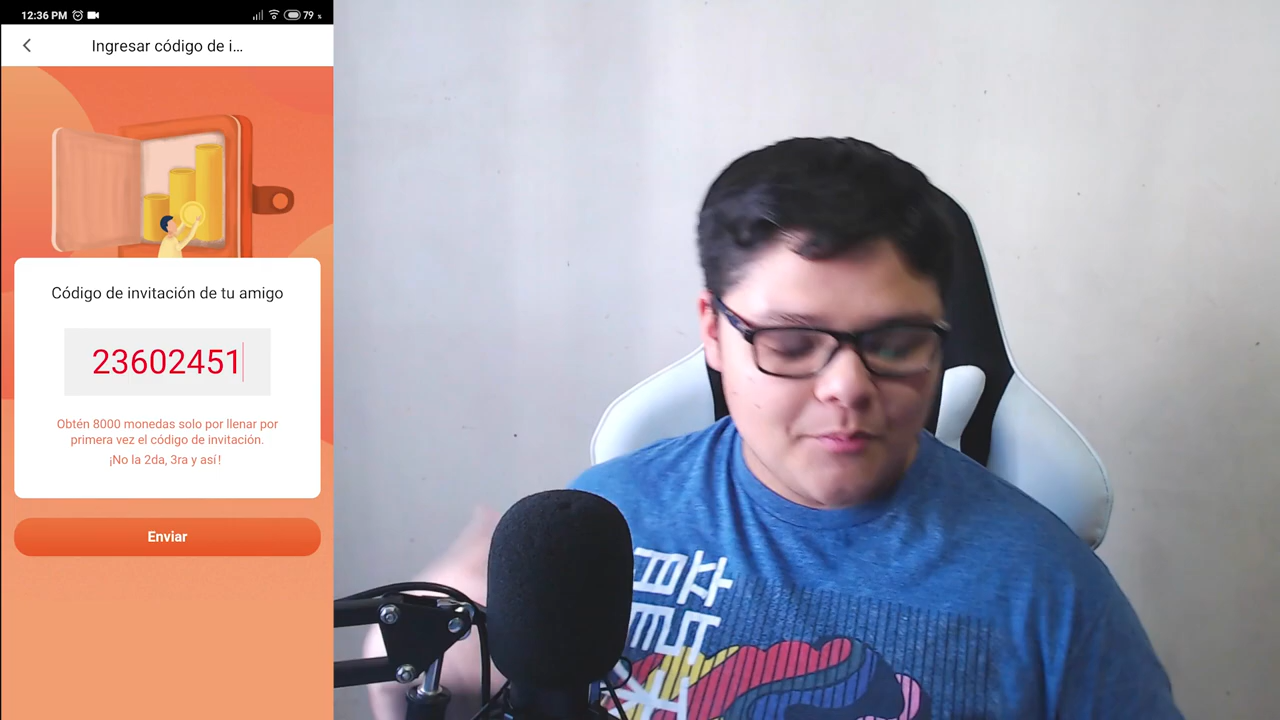 12:36 PM
79 %
Ingresar código de i...
Código de invitación de tu amigo
23602451
Obtén 8000 monedas solo por llenar por
primera vez el código de invitación.
¡No la 2da, 3ra y así!
Enviar